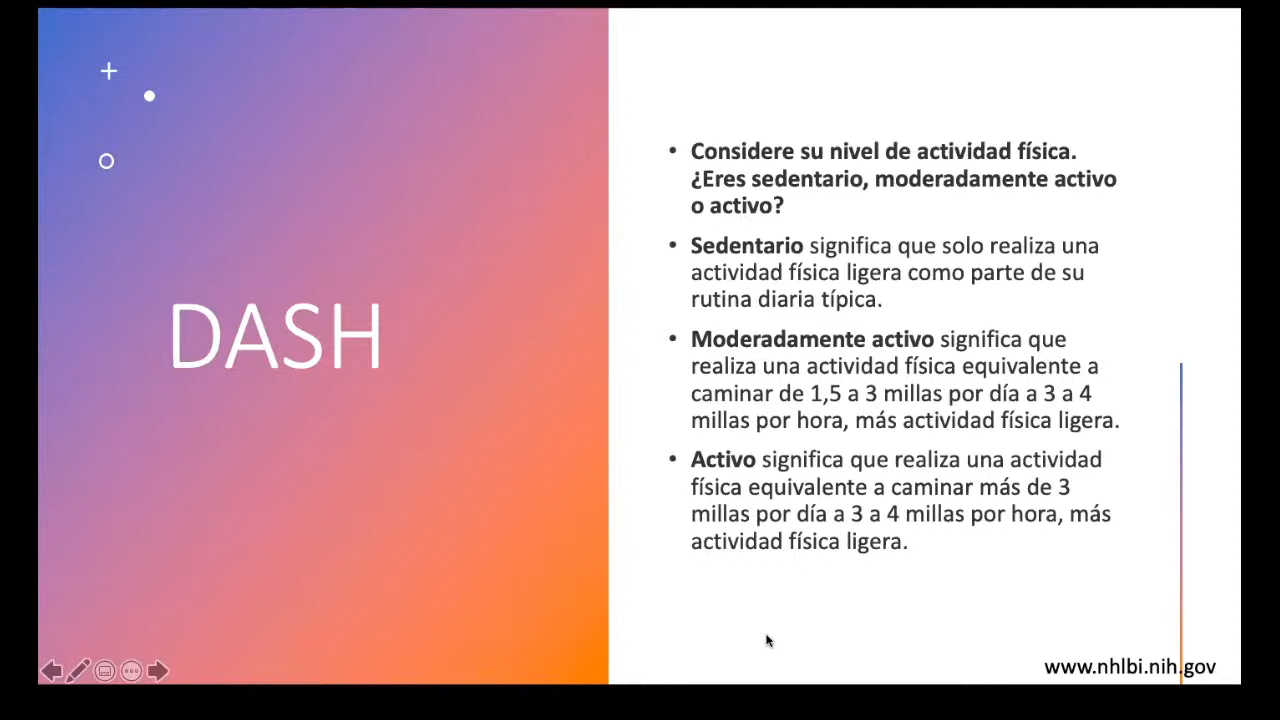 DASH
• Considere su nivel de actividad física.
¿Eres sedentario, moderadamente activo
o activo?
• Sedentario significa que solo realiza una
actividad física ligera como parte de su
rutina diaria típica.
• Moderadamente activo significa que
realiza una actividad física equivalente a
caminar de 1,5 a 3 millas por día a 3 a 4
millas por hora, más actividad física ligera.
• Activo significa que realiza una actividad
física equivalente a caminar más de 3
millas por día a 3 a 4 millas por hora, más
actividad física ligera.
www.nhlbi.nih.gov